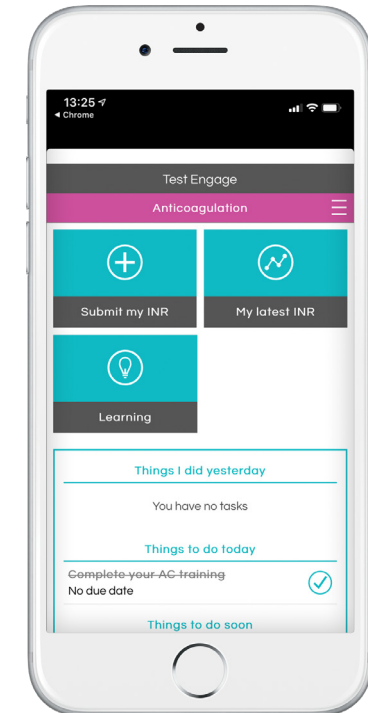 13:25
Chrome
Test Engage
Anticoagulation
Submit my INR
My latest INR
Learning
Things I did yesterday
You have no tasks
Things to do today
Complete your AC training
No due date
Things to do soon